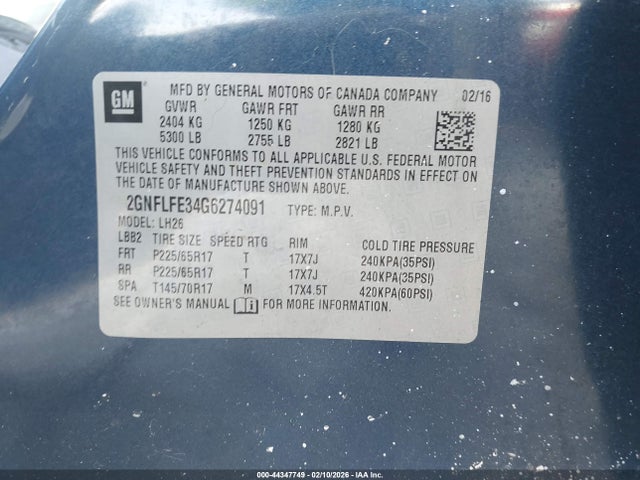 GM
MFD BY GENERAL MOTORS OF CANADA COMPANY 02/16
GVWR GAWR FRT GAWR RR
2404 KG 1250 KG 1280 KG
5300 LB 2755 LB 2821 LB
THIS VEHICLE CONFORMS TO ALL APPLICABLE U.S. FEDERAL MOTOR
VEHICLE SAFETY AND THEFT PREVENTION STANDARDS IN EFFECT ON
THE DATE OF MANUFACTURE SHOWN ABOVE.
2GNFLFE34G6274091 TYPE: M.P.V.
MODEL: LH26
LBB2 TIRE SIZE SPEED RTG RIM COLD TIRE PRESSURE
FRT P225/65R17 T 17X7J 240KPA(35PSI)
RR P225/65R17 T 17X7J 240KPA(35PSI)
SPA T145/70R17 M 17X4.5T 420KPA(60PSI)
SEE OWNER'S MANUAL FOR MORE INFORMATION.
000-44347749 - 02/10/2026 - Copart by IAA Holdings, LLC.